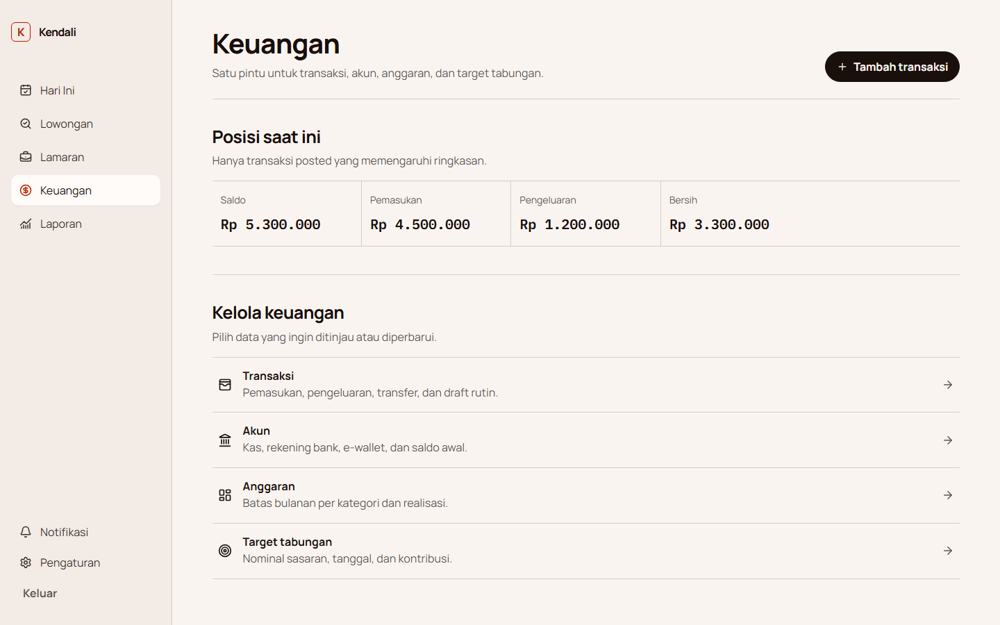 K Kendali
Hari Ini
Lowongan
Lamaran
Keuangan
Laporan
Notifikasi
Pengaturan
Keluar
Keuangan
Satu pintu untuk transaksi, akun, anggaran, dan target tabungan.
+ Tambah transaksi
Posisi saat ini
Hanya transaksi posted yang memengaruhi ringkasan.
Saldo
Rp 5.300.000
Pemasukan
Rp 4.500.000
Pengeluaran
Rp 1.200.000
Bersih
Rp 3.300.000
Kelola keuangan
Pilih data yang ingin ditinjau atau diperbarui.
Transaksi
Pemasukan, pengeluaran, transfer, dan draft rutin.
Akun
Kas, rekening bank, e-wallet, dan saldo awal.
Anggaran
Batas bulanan per kategori dan realisasi.
Target tabungan
Nominal sasaran, tanggal, dan kontribusi.